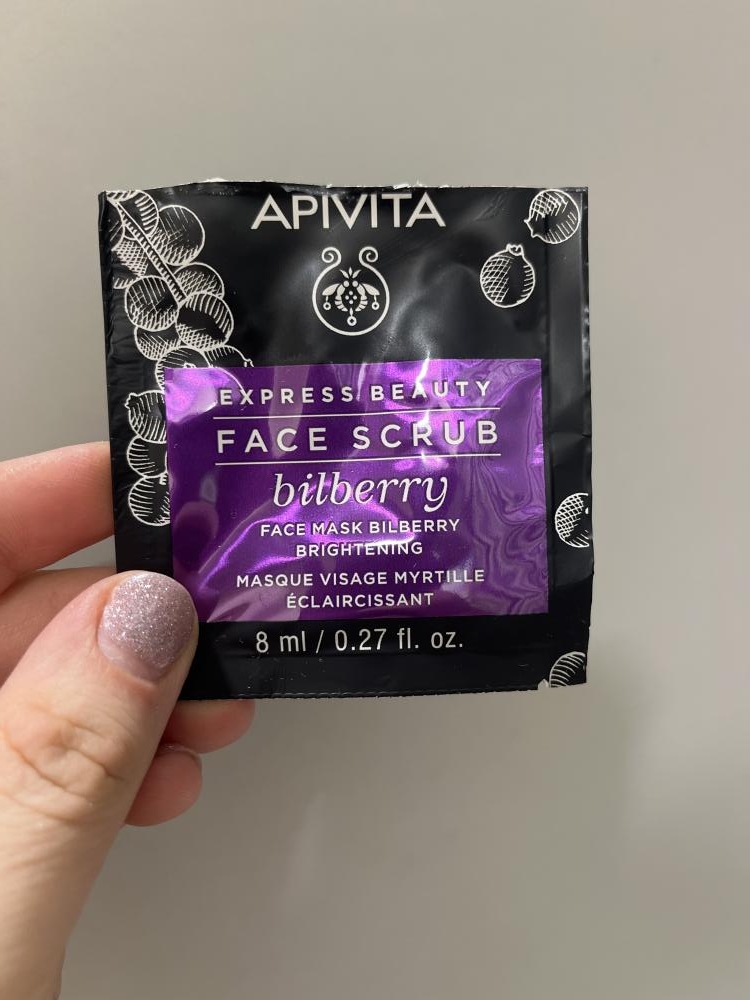 APIVITA
EXPRESS BEAUTY
FACE SCRUB
bilberry
FACE MASK BILBERRY
BRIGHTENING
MASQUE VISAGE MYRTILLE
ÉCLAIRCISSANT
8 ml / 0.27 fl. oz.